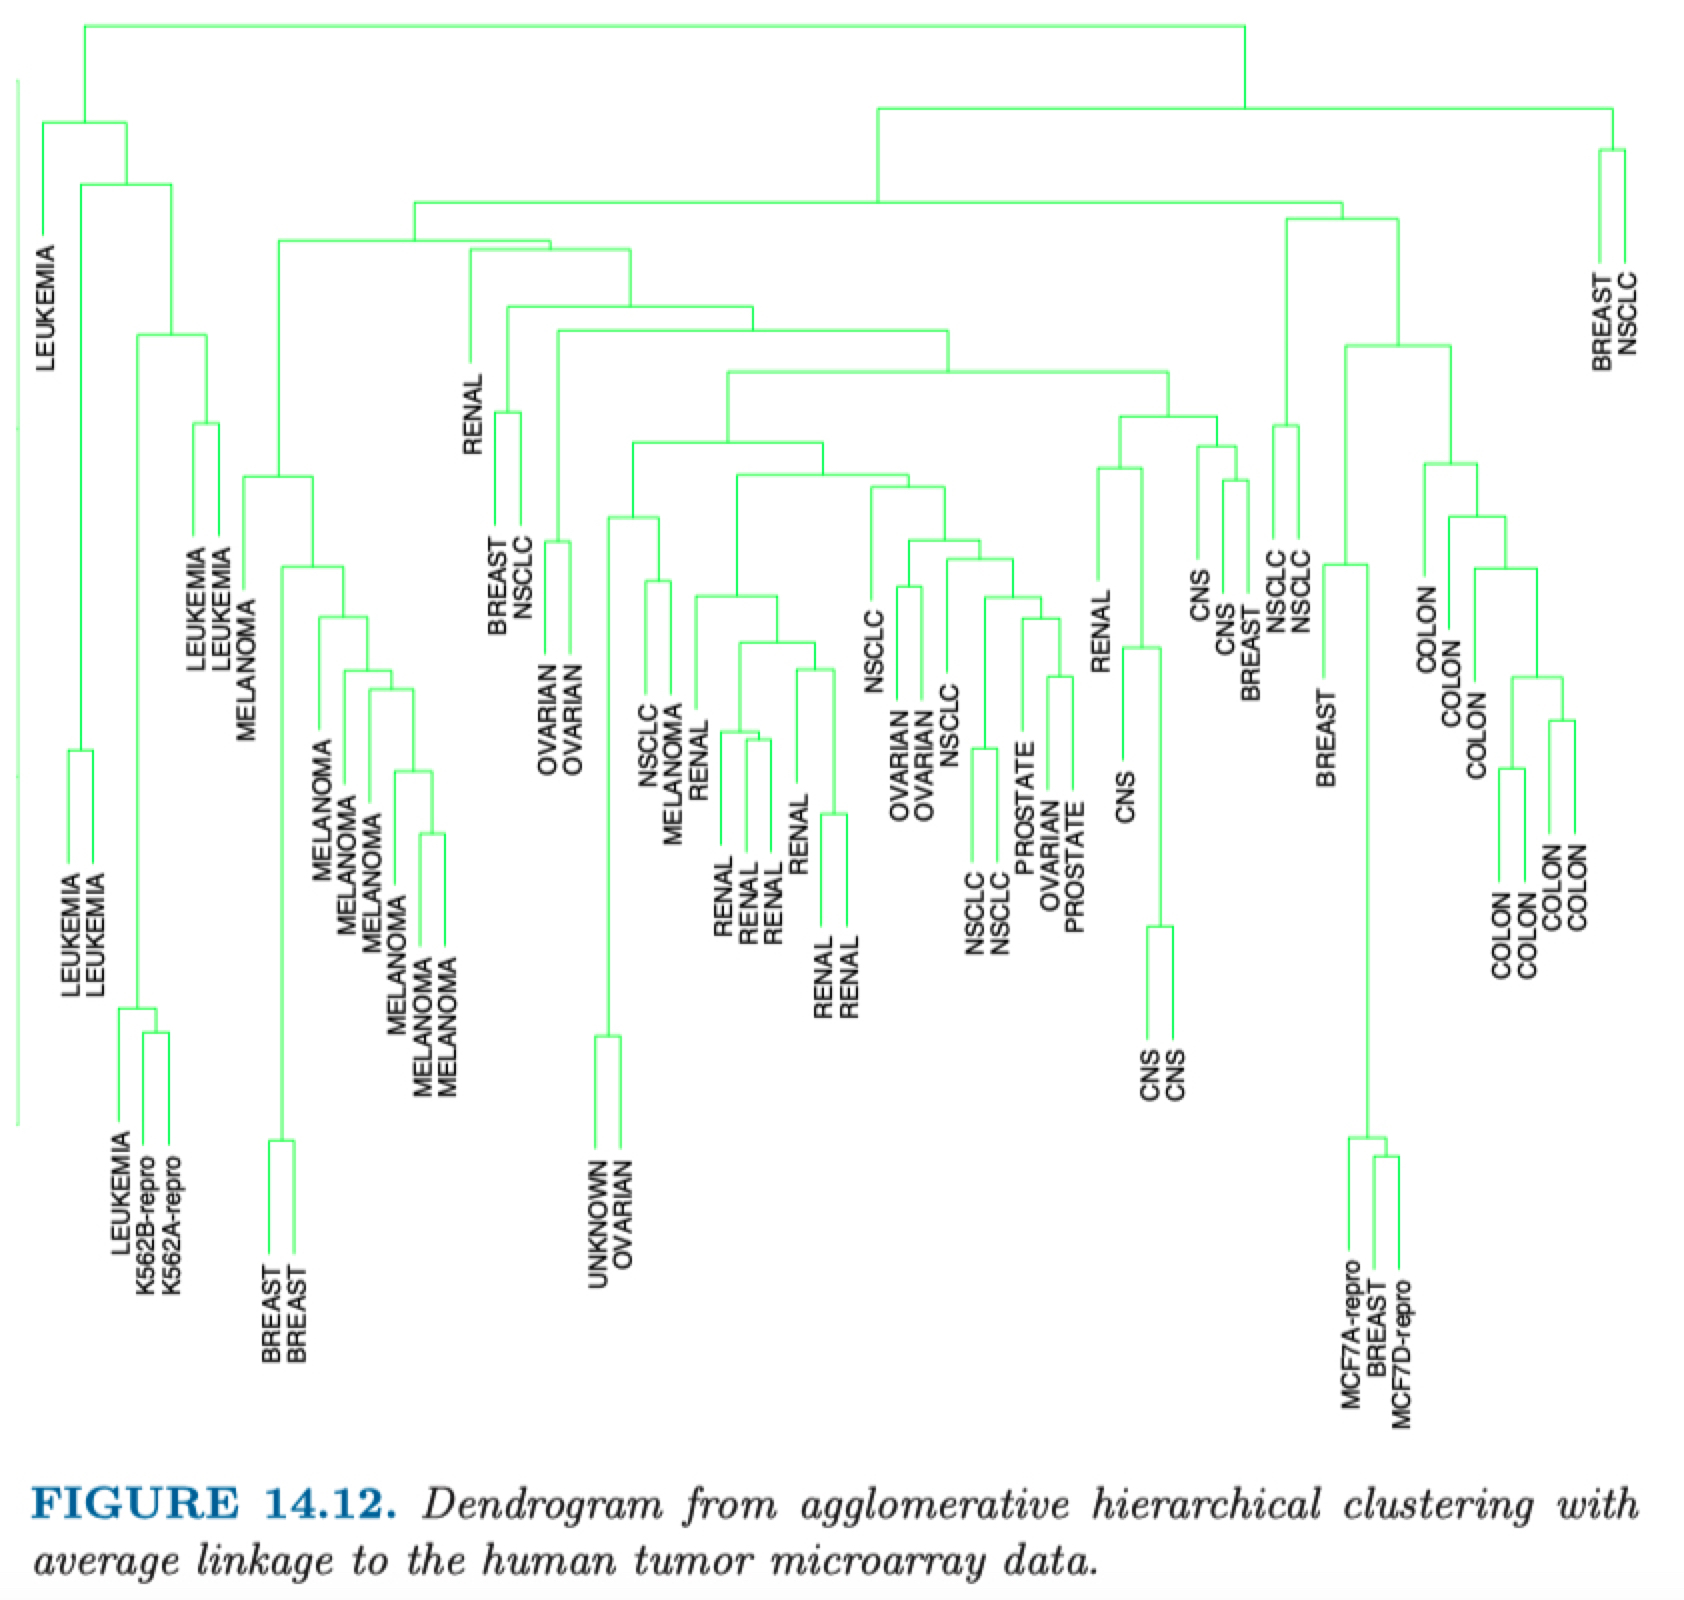 LEUKEMIA
LEUKEMIA
LEUKEMIA
LEUKEMIA
K562B-repro
K562A-repro
LEUKEMIA
LEUKEMIA
MELANOMA
BREAST
BREAST
MELANOMA
MELANOMA
MELANOMA
MELANOMA
MELANOMA
MELANOMA
RENAL
BREAST
NSCLC
OVARIAN
OVARIAN
UNKNOWN
OVARIAN
NSCLC
MELANOMA
RENAL
RENAL
RENAL
RENAL
RENAL
RENAL
RENAL
NSCLC
OVARIAN
OVARIAN
NSCLC
NSCLC
NSCLC
PROSTATE
OVARIAN
PROSTATE
RENAL
CNS
CNS
CNS
CNS
CNS
BREAST
NSCLC
NSCLC
BREAST
MCF7A-repro
BREAST
MCF7D-repro
COLON
COLON
COLON
COLON
COLON
COLON
COLON
BREAST
NSCLC
FIGURE 14.12. Dendrogram from agglomerative hierarchical clustering with
average linkage to the human tumor microarray data.